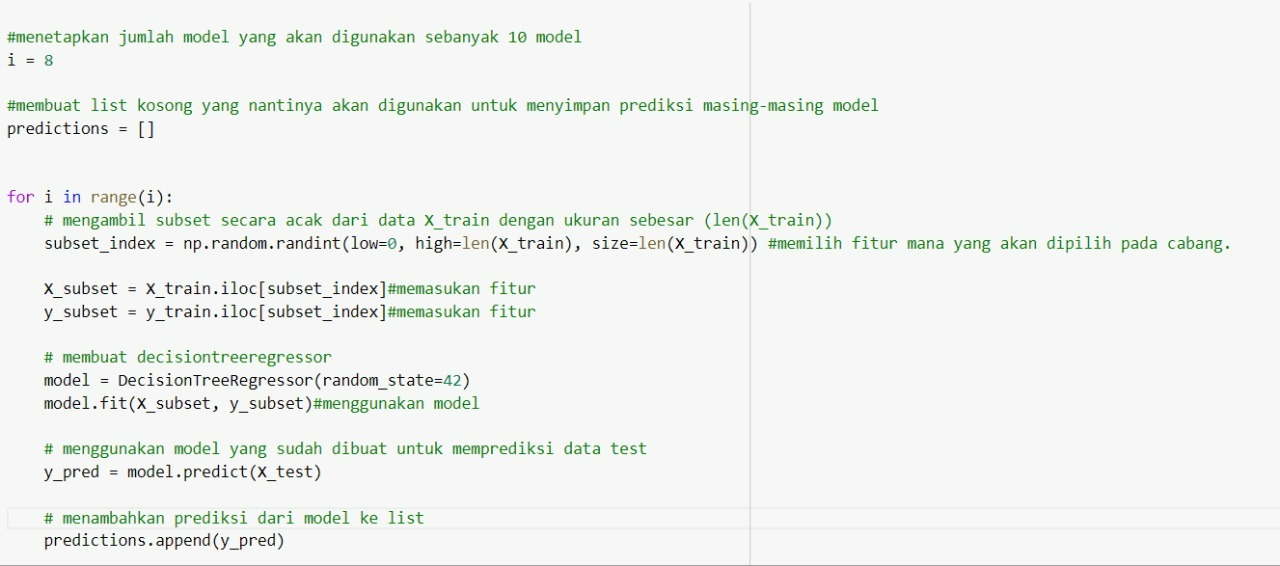 #menetapkan jumlah model yang akan digunakan sebanyak 10 model
i = 8
#membuat list kosong yang nantinya akan digunakan untuk menyimpan prediksi masing-masing model
predictions = []
for i in range(i):
# mengambil subset secara acak dari data X_train dengan ukuran sebesar (len(X_train))
subset_index = np.random.randint(low=0, high=len(X_train), size=len(X_train)) #memilih fitur mana yang akan dipilih pada cabang.
X_subset = X_train.iloc[subset_index]#memasukan fitur
y_subset = y_train.iloc[subset_index]#memasukan fitur
# membuat decisiontreeregressor
model = DecisionTreeRegressor(random_state=42)
model.fit(X_subset, y_subset)#menggunakan model
# menggunakan model yang sudah dibuat untuk memprediksi data test
y_pred = model.predict(X_test)
# menambahkan prediksi dari model ke list
predictions.append(y_pred)